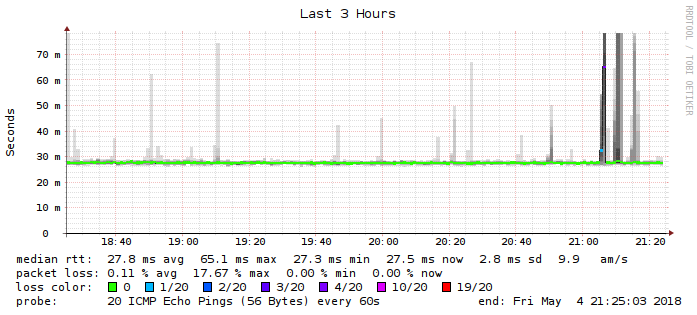 Last 3 Hours
RRDTOOL / TOBI OETIKER
Seconds
70 m
60 m
50 m
40 m
30 m
20 m
10 m
0
18:40 19:00 19:20 19:40 20:00 20:20 20:40 21:00 21:20
median rtt: 27.8 ms avg 65.1 ms max 27.3 ms min 27.5 ms now 2.8 ms sd 9.9 am/s
packet loss: 0.11 % avg 17.67 % max 0.00 % min 0.00 % now
loss color: 0 1/20 2/20 3/20 4/20 10/20 19/20
probe: 20 ICMP Echo Pings (56 Bytes) every 60s end: Fri May 4 21:25:03 2018